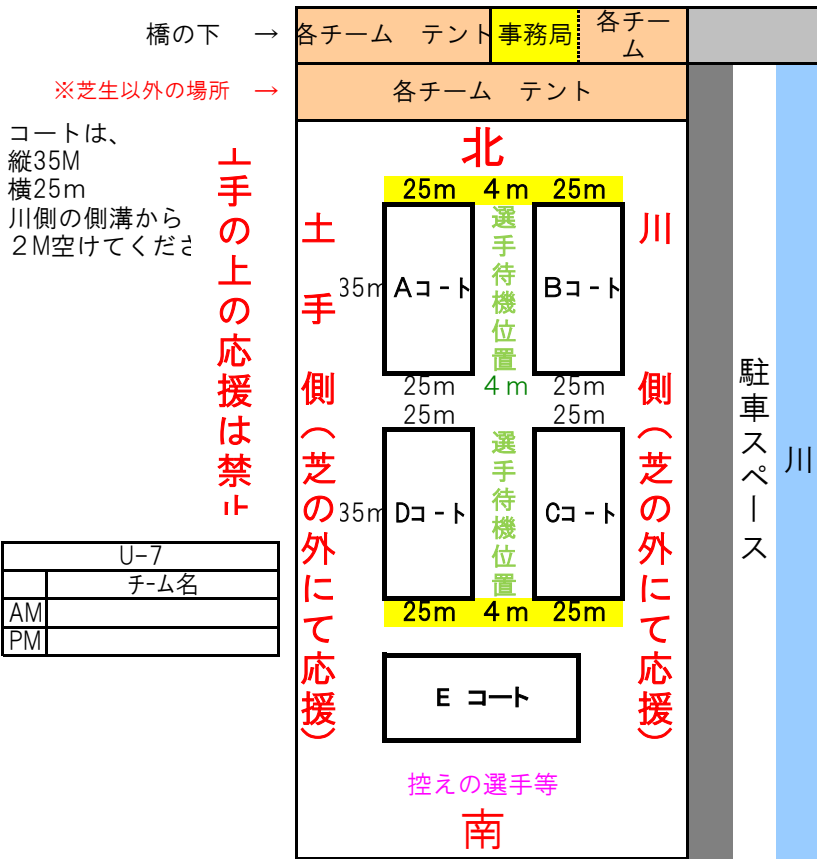 橋の下 → 各チーム テント 事務局 各チーム
※芝生以外の場所 → 各チーム テント
コートは、
縦35M
横25m
川側の側溝から
２M空けてくださ
土手の上の応援は禁止
北
25m 4ｍ 25m
土手側（芝の外にて応援）
35m
Aｺｰﾄ
選手待機位置
Bｺｰﾄ
川側（芝の外にて応援）
25m 4ｍ 25m
25m 25m
35m
Dｺｰﾄ
選手待機位置
Cｺｰﾄ
25m 4ｍ 25m
E コート
控えの選手等
南
駐車スペース
川
U-7
ﾁｰﾑ名
AM
PM